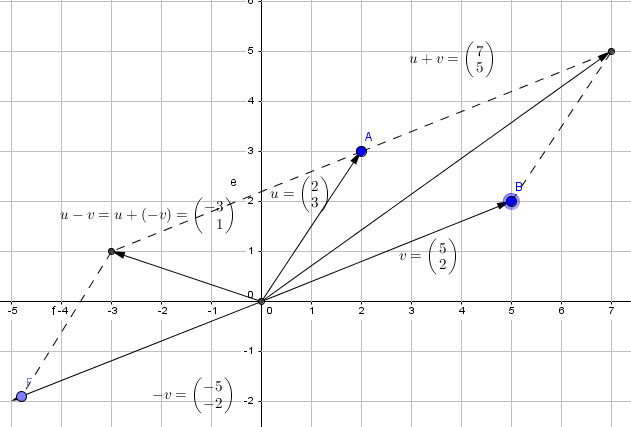 6
u + v = (7 5)
5
4
A
3
e
u = (2 3)
B
2
u − v = u + (−v) = (−3 1)
1
v = (5 2)
0
-5 f -4 -3 -2 -1 0 1 2 3 4 5 6 7
-1
F
−v = (−5 −2)
-2